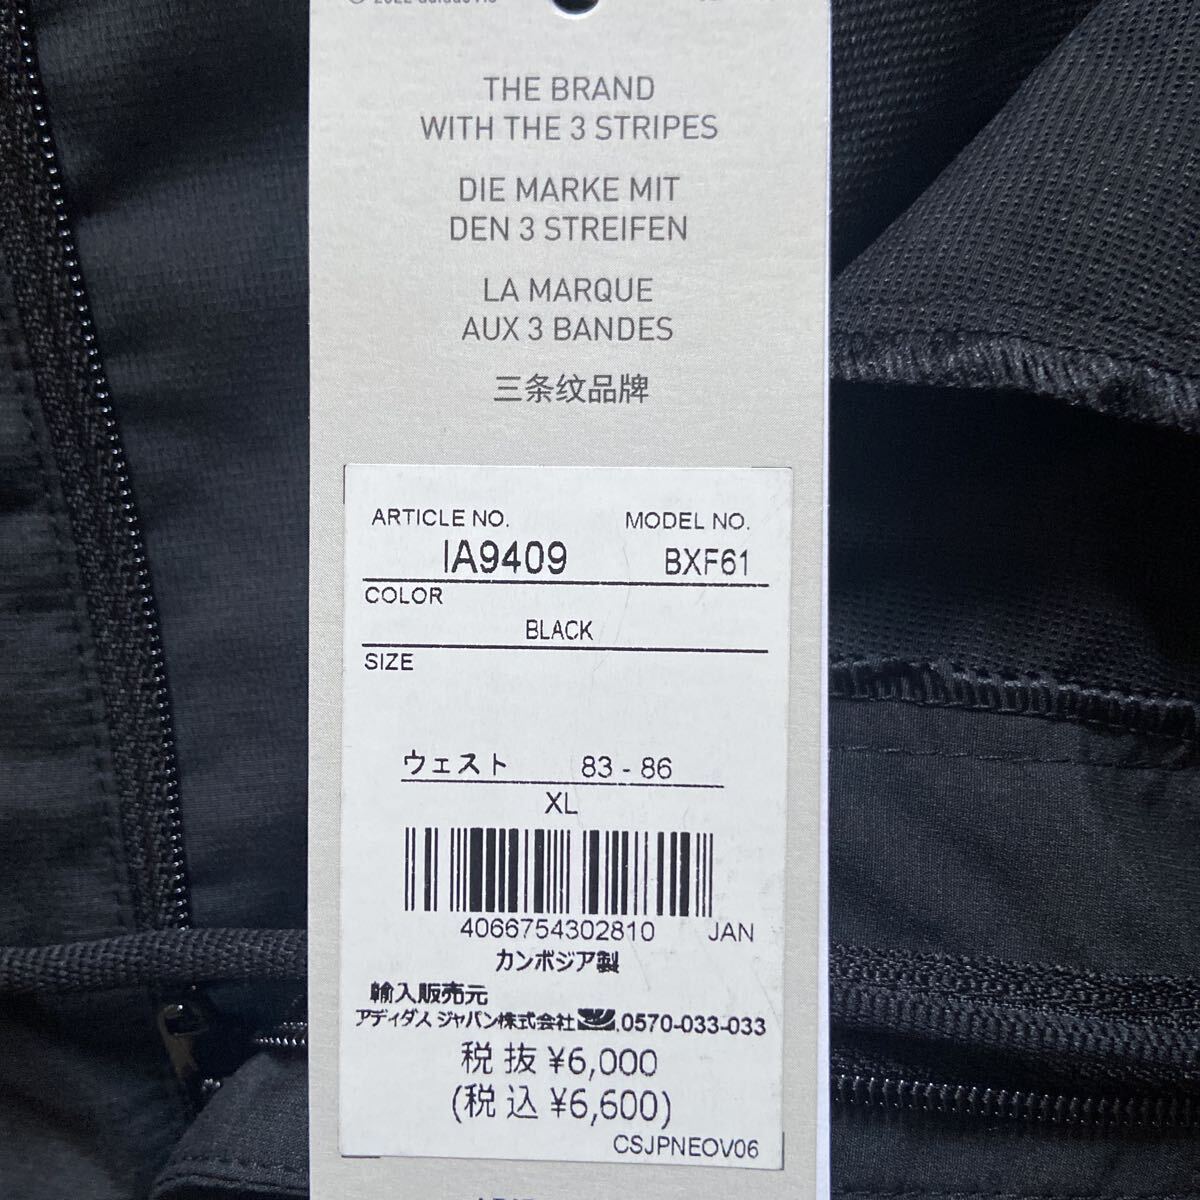 THE BRAND
WITH THE 3 STRIPES
DIE MARKE MIT
DEN 3 STREIFEN
LA MARQUE
AUX 3 BANDES
三条纹品牌
ARTICLE NO. MODEL NO.
IA9409 BXF61
COLOR
BLACK
SIZE
ウェスト 83 - 86
XL
4066754302810 JAN
カンボジア製
輸入販売元
アディダス ジャパン株式会社 0570-033-033
税抜 ¥6,000
(税込 ¥6,600)
CSJPNEOV06